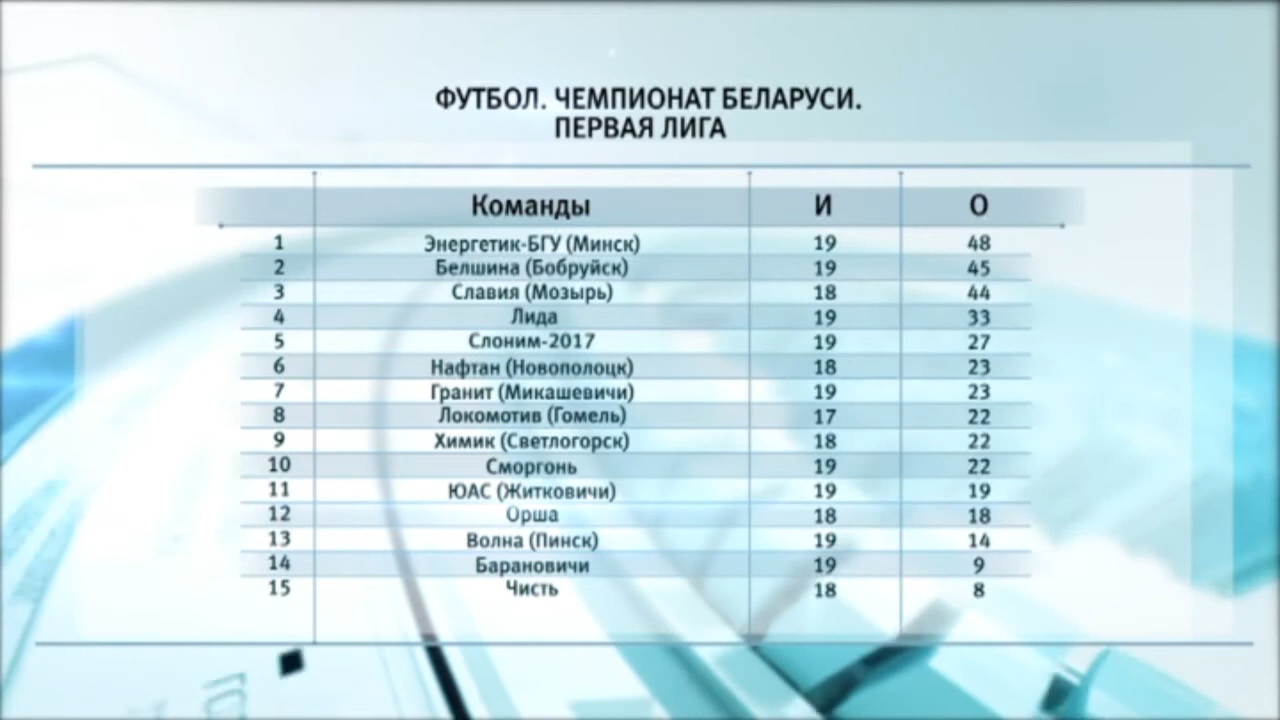 ФУТБОЛ. ЧЕМПИОНАТ БЕЛАРУСИ.
ПЕРВАЯ ЛИГА
Команды И О
1 Энергетик-БГУ (Минск) 19 48
2 Белшина (Бобруйск) 19 45
3 Славия (Мозырь) 18 44
4 Лида 19 33
5 Слоним-2017 19 27
6 Нафтан (Новополоцк) 18 23
7 Гранит (Микашевичи) 19 23
8 Локомотив (Гомель) 17 22
9 Химик (Светлогорск) 18 22
10 Сморгонь 19 22
11 ЮАС (Житковичи) 19 19
12 Орша 18 18
13 Волна (Пинск) 19 14
14 Барановичи 19 9
15 Чисть 18 8